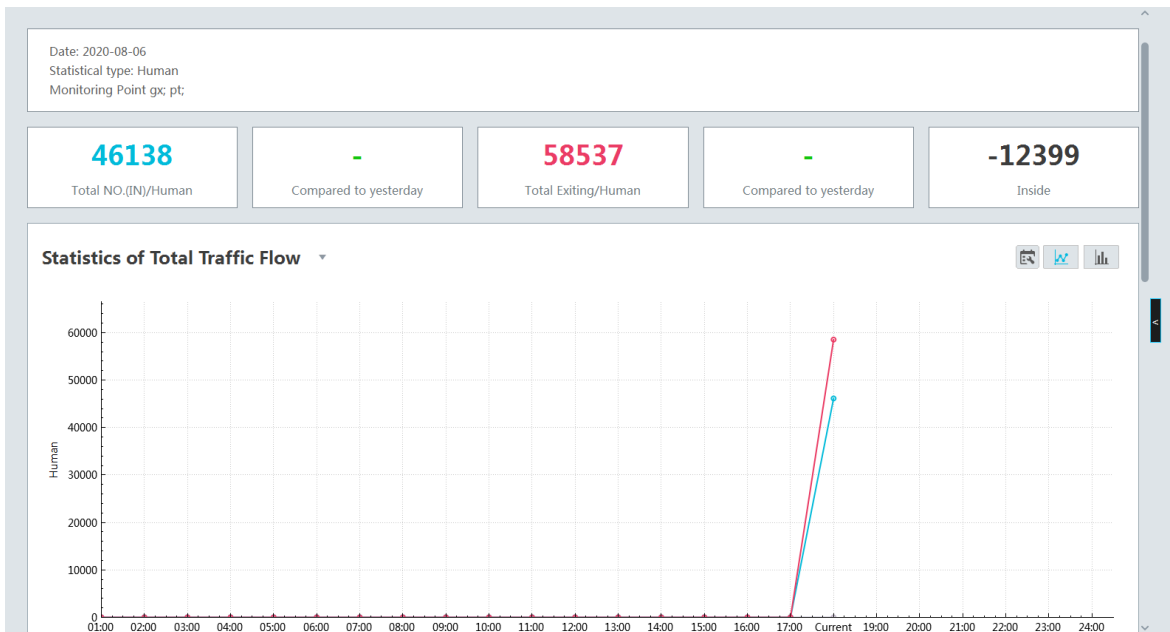 Date: 2020-08-06
Statistical type: Human
Monitoring Point gx; pt;
46138
Total NO.(IN)/Human
-
Compared to yesterday
58537
Total Exiting/Human
-
Compared to yesterday
-12399
Inside
Statistics of Total Traffic Flow
Human
60000
50000
40000
30000
20000
10000
0
01:00 02:00 03:00 04:00 05:00 06:00 07:00 08:00 09:00 10:00 11:00 12:00 13:00 14:00 15:00 16:00 17:00 Current 19:00 20:00 21:00 22:00 23:00 24:00
<